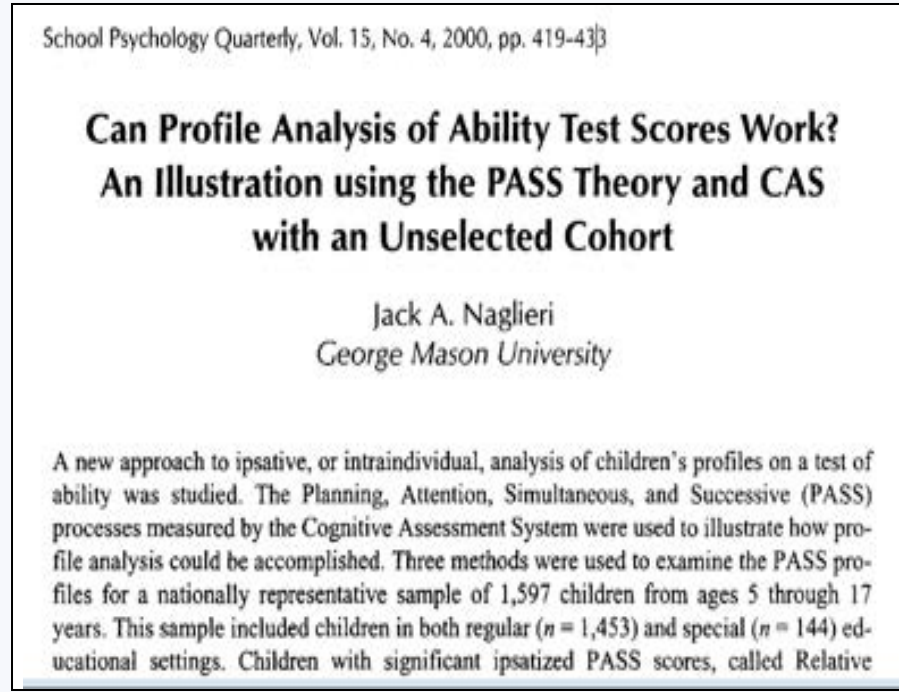 School Psychology Quarterly, Vol. 15, No. 4, 2000, pp. 419-433
Can Profile Analysis of Ability Test Scores Work?
An Illustration using the PASS Theory and CAS
with an Unselected Cohort
Jack A. Naglieri
George Mason University
A new approach to ipsative, or intraindividual, analysis of children's profiles on a test of
ability was studied. The Planning, Attention, Simultaneous, and Successive (PASS)
processes measured by the Cognitive Assessment System were used to illustrate how pro-
file analysis could be accomplished. Three methods were used to examine the PASS pro-
files for a nationally representative sample of 1,597 children from ages 5 through 17
years. This sample included children in both regular (n = 1,453) and special (n = 144) ed-
ucational settings. Children with significant ipsatized PASS scores, called Relative